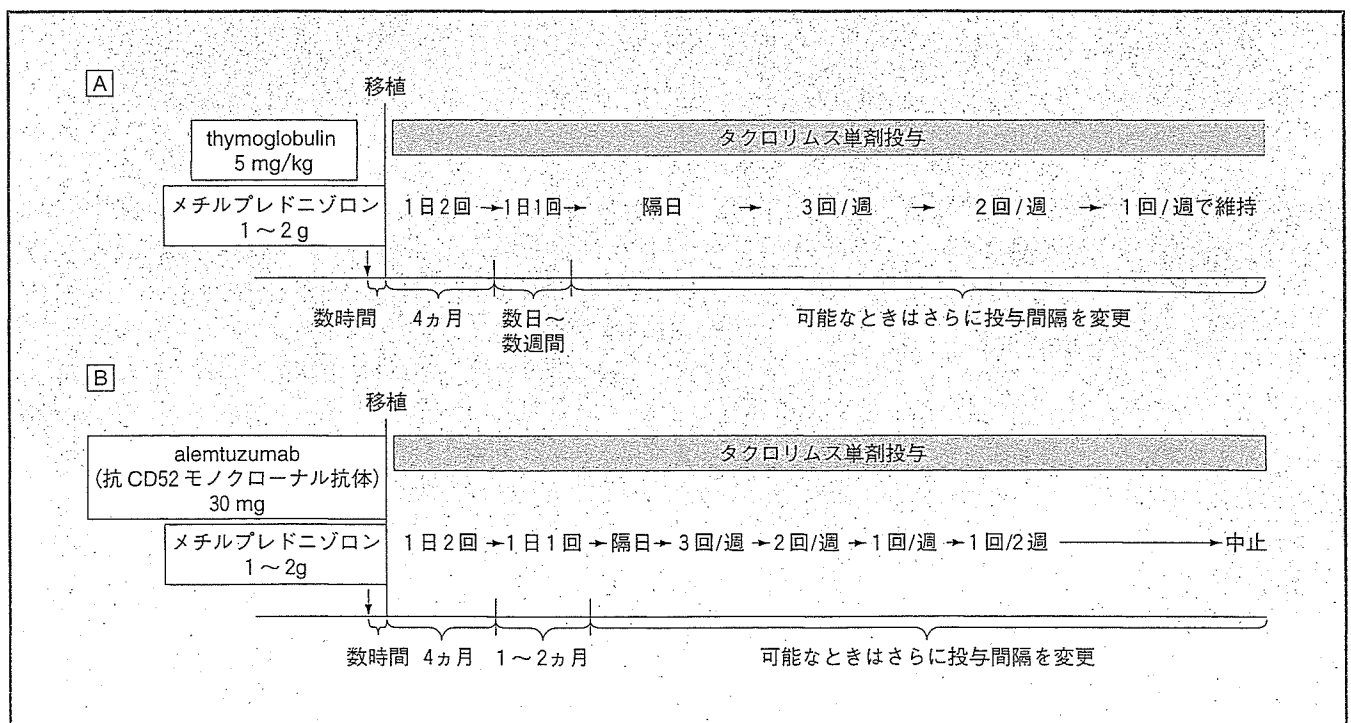 A
移植
thymoglobulin
5 mg/kg
タクロリムス単剤投与
メチルプレドニゾロン
1～2 g
1日2回→1日1回→ 隔日 → 3回/週 → 2回/週 → 1回/週で維持
数時間 4ヵ月 数日～
数週間
可能なときはさらに投与間隔を変更
B
移植
alemtuzumab
(抗CD52モノクローナル抗体)
30 mg
タクロリムス単剤投与
メチルプレドニゾロン
1～2g
1日2回→1日1回→隔日→3回/週→2回/週→1回/週→1回/2週 → 中止
数時間 4ヵ月 1～2ヵ月 可能なときはさらに投与間隔を変更